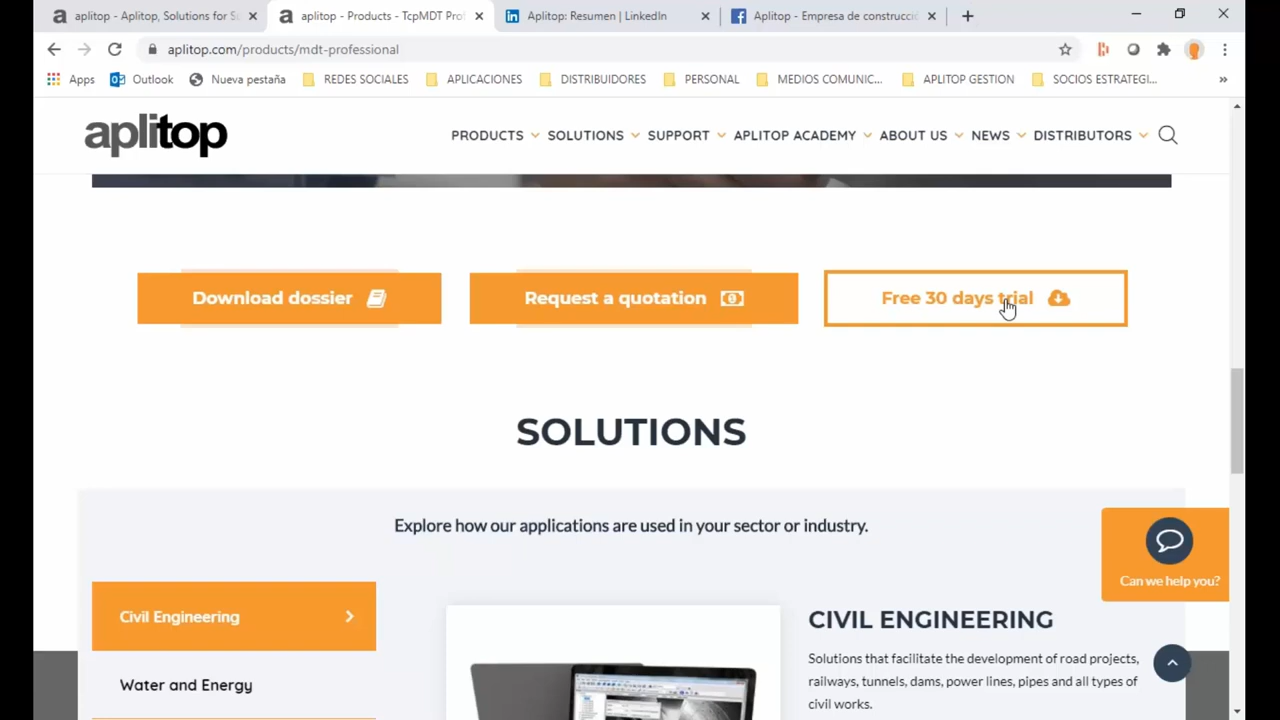 aplitop - Aplitop, Solutions for S
aplitop - Products - TcpMDT Prof
Aplitop: Resumen | LinkedIn
Aplitop - Empresa de construcció
aplitop.com/products/mdt-professional
Apps
Outlook
Nueva pestaña
REDES SOCIALES
APLICACIONES
DISTRIBUIDORES
PERSONAL
MEDIOS COMUNIC...
APLITOP GESTION
SOCIOS ESTRATEGI...
aplitop
PRODUCTS
SOLUTIONS
SUPPORT
APLITOP ACADEMY
ABOUT US
NEWS
DISTRIBUTORS
Download dossier
Request a quotation
Free 30 days trial
SOLUTIONS
Explore how our applications are used in your sector or industry.
Can we help you?
Civil Engineering
Water and Energy
CIVIL ENGINEERING
Solutions that facilitate the development of road projects,
railways, tunnels, dams, power lines, pipes and all types of
civil works.